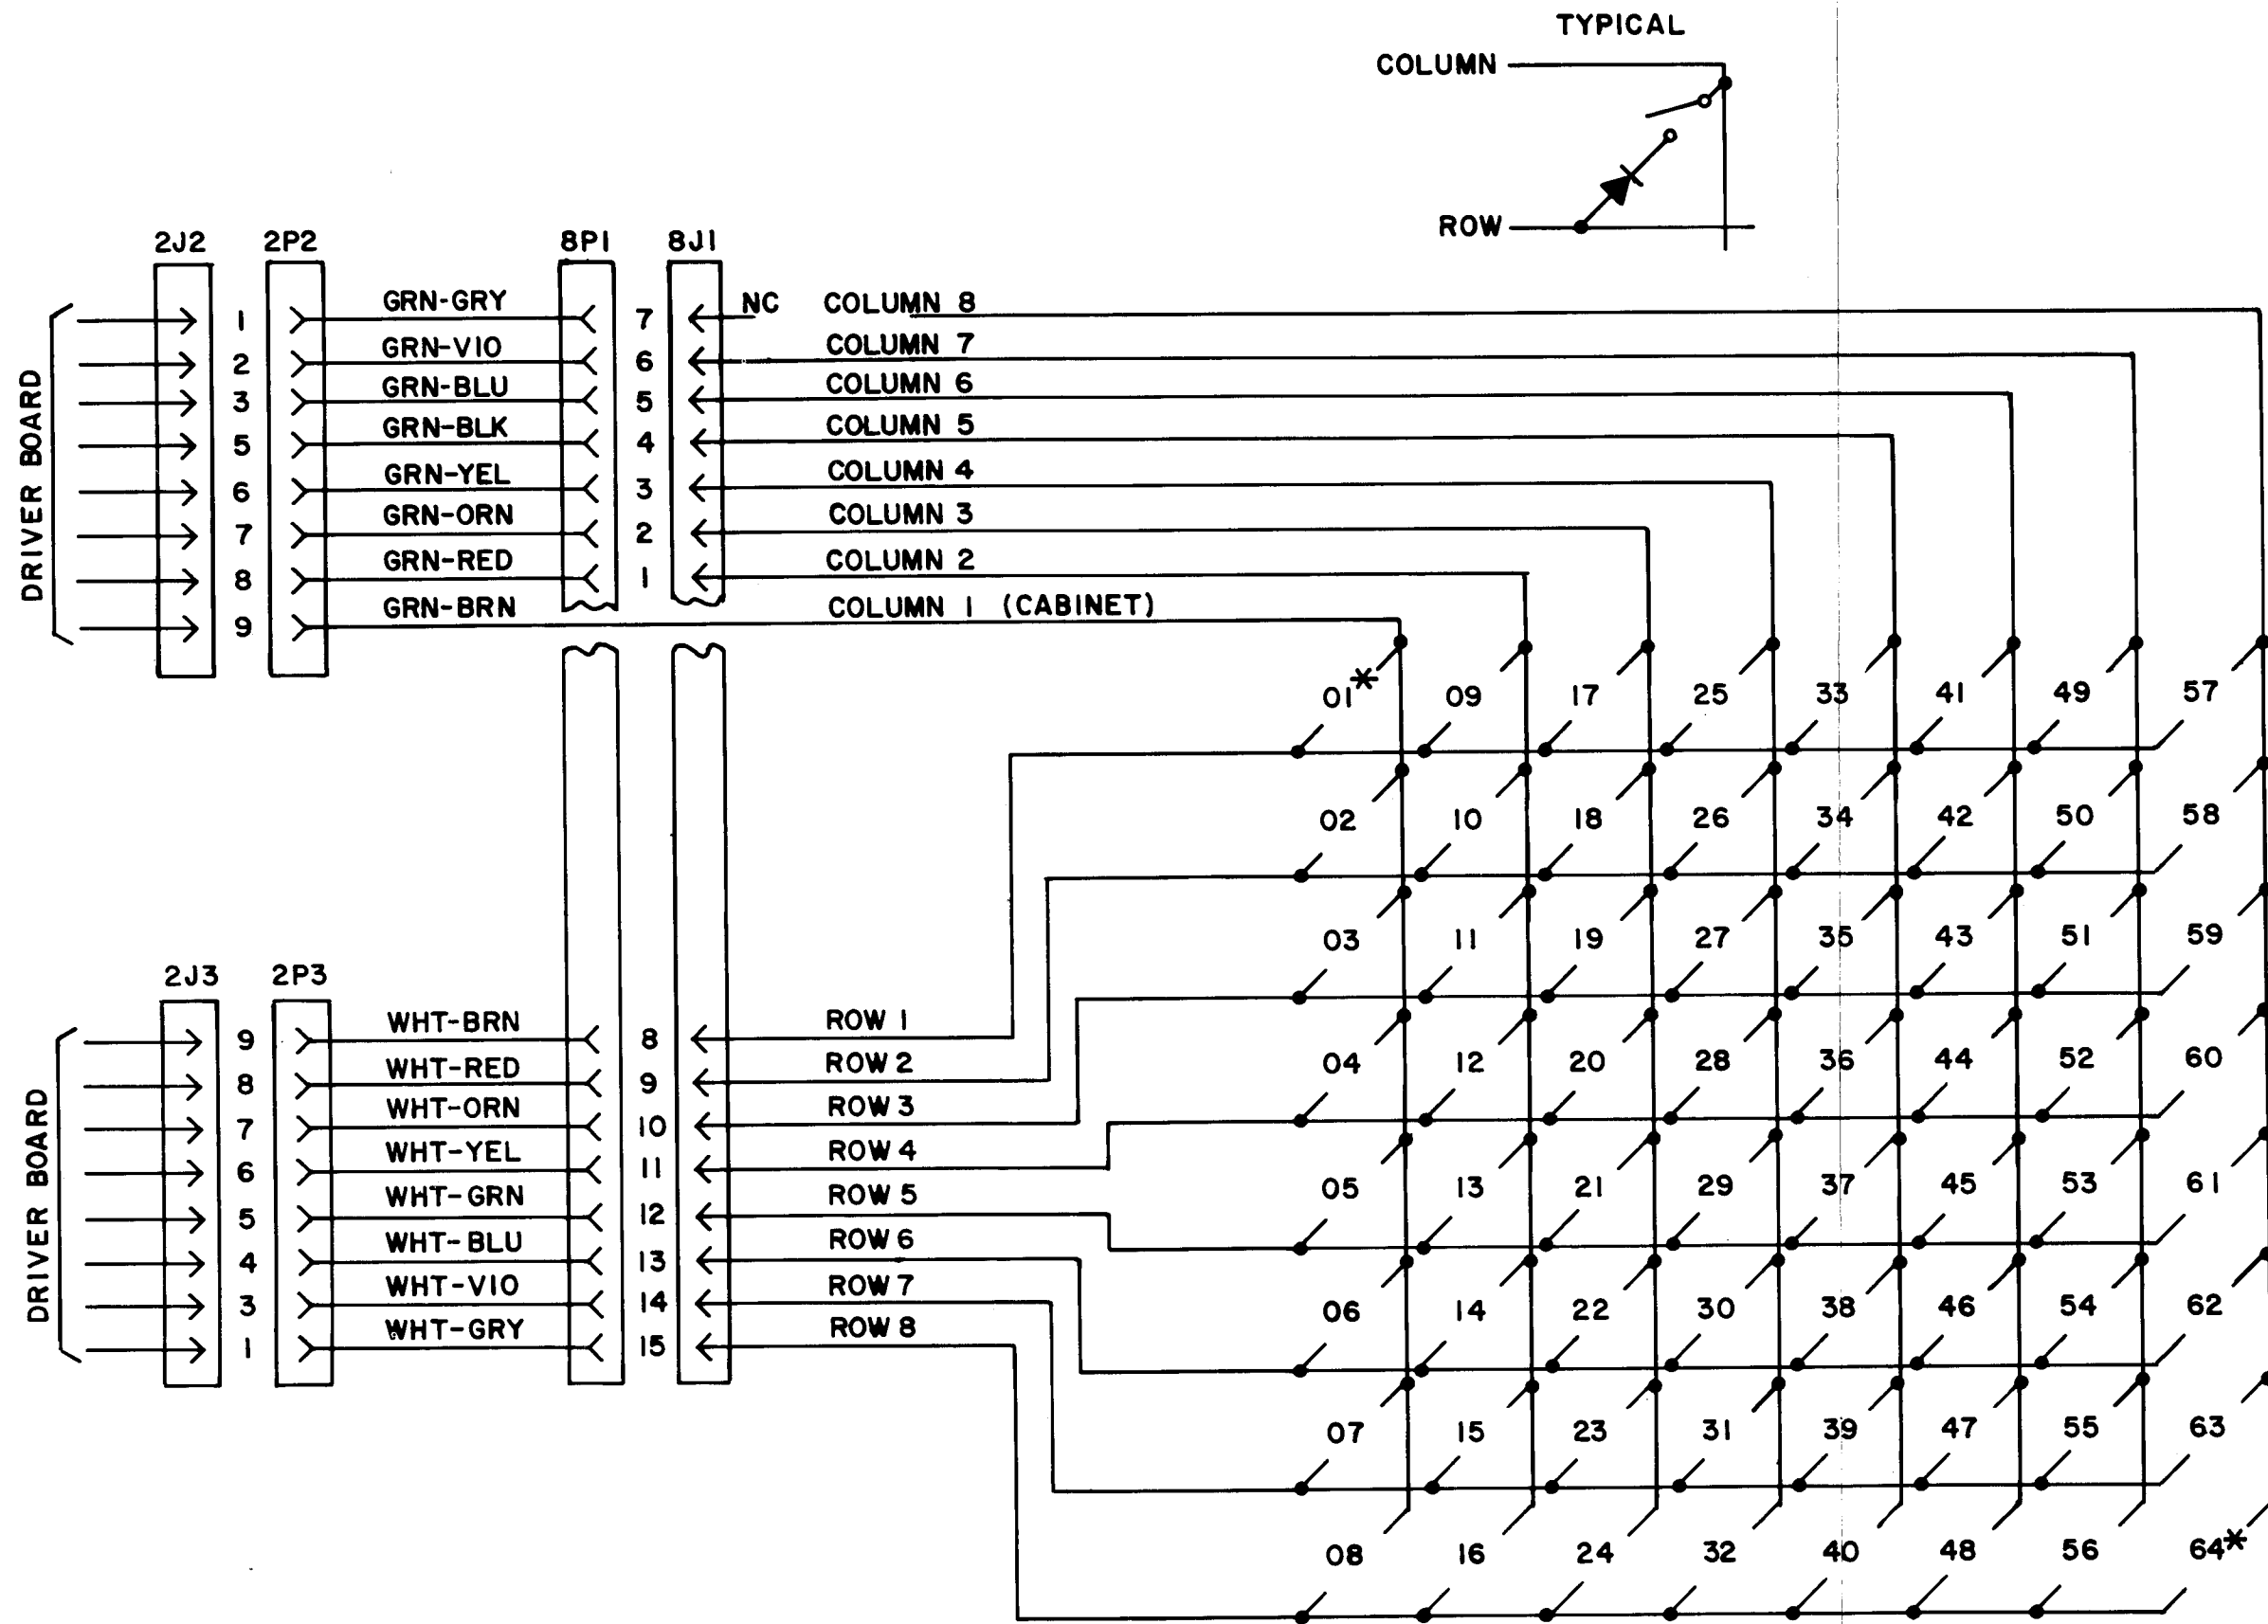 TYPICAL
COLUMN
ROW
2J2 2P2 8P1 8J1
DRIVER BOARD
1 GRN-GRY 7 NC COLUMN 8
2 GRN-VIO 6 COLUMN 7
3 GRN-BLU 5 COLUMN 6
5 GRN-BLK 4 COLUMN 5
6 GRN-YEL 3 COLUMN 4
7 GRN-ORN 2 COLUMN 3
8 GRN-RED 1 COLUMN 2
9 GRN-BRN COLUMN 1 (CABINET)
01* 09 17 25 33 41 49 57
02 10 18 26 34 42 50 58
03 11 19 27 35 43 51 59
04 12 20 28 36 44 52 60
05 13 21 29 37 45 53 61
06 14 22 30 38 46 54 62
07 15 23 31 39 47 55 63
08 16 24 32 40 48 56 64*
2J3 2P3
DRIVER BOARD
9 WHT-BRN 8 ROW 1
8 WHT-RED 9 ROW 2
7 WHT-ORN 10 ROW 3
6 WHT-YEL 11 ROW 4
5 WHT-GRN 12 ROW 5
4 WHT-BLU 13 ROW 6
3 WHT-VIO 14 ROW 7
1 WHT-GRY 15 ROW 8